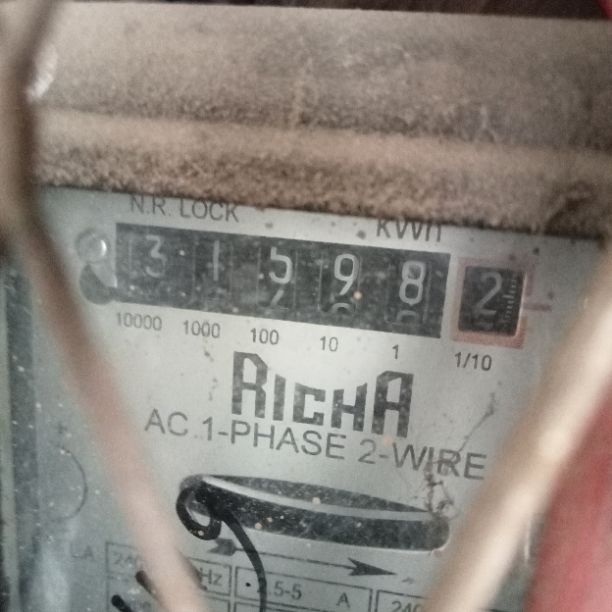 N.R. LOCK KWH
3 1 5 9 8 2
10000 1000 100 10 1 1/10
RICHA
AC 1-PHASE 2-WIRE
Hz .5-5 A 240